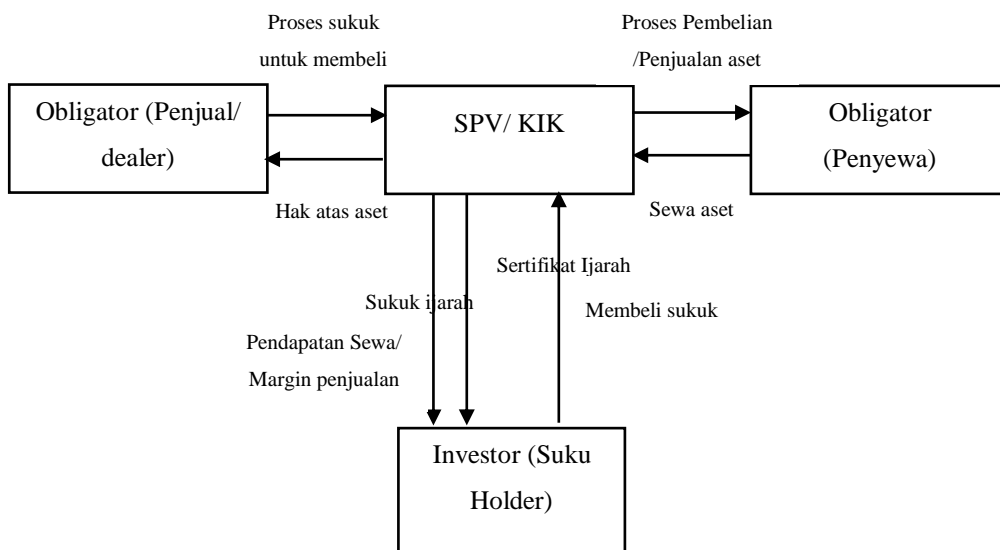 Proses sukuk
untuk membeli
Proses Pembelian
/Penjualan aset
Obligator (Penjual/
dealer)
SPV/ KIK
Obligator
(Penyewa)
Hak atas aset
Sewa aset
Sertifikat Ijarah
Sukuk ijarah
Membeli sukuk
Pendapatan Sewa/
Margin penjualan
Investor (Suku
Holder)